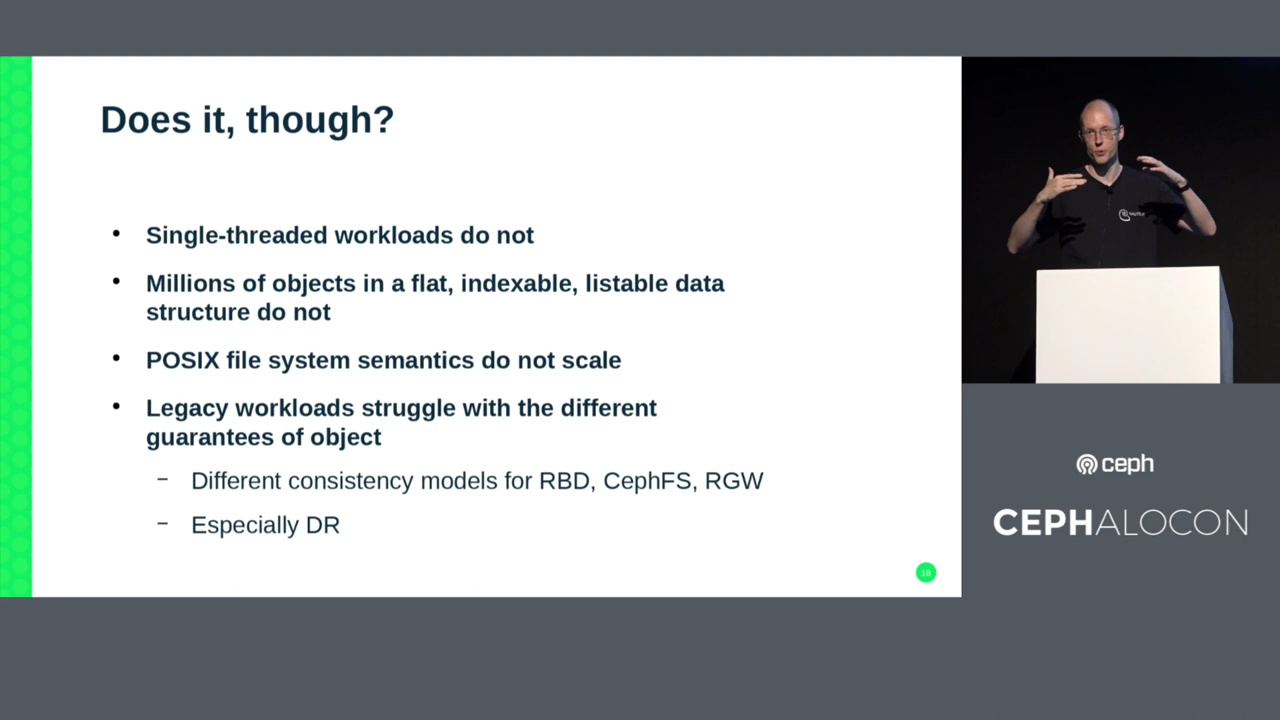 Does it, though?
• Single-threaded workloads do not
• Millions of objects in a flat, indexable, listable data
structure do not
• POSIX file system semantics do not scale
• Legacy workloads struggle with the different
guarantees of object
– Different consistency models for RBD, CephFS, RGW
– Especially DR
18
ceph
CEPHALOCON